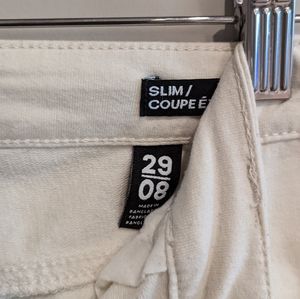 SLIM/
COUPE É
29
08
MADE IN